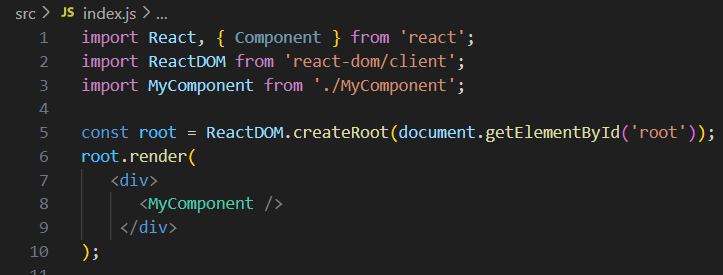 src > JS index.js > ...
1 import React, { Component } from 'react';
2 import ReactDOM from 'react-dom/client';
3 import MyComponent from './MyComponent';
4
5 const root = ReactDOM.createRoot(document.getElementById('root'));
6 root.render(
7    <div>
8       <MyComponent />
9     </div>
10 );
11